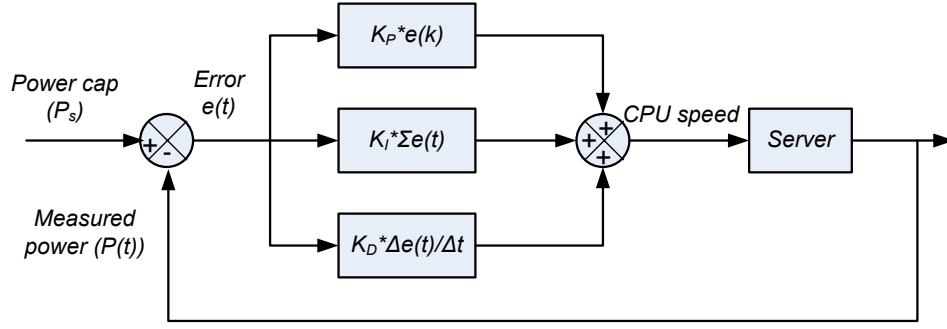 Power cap
(Ps)
Error
e(t)
KP*e(k)
KI*Σe(t)
KD*Δe(t)/Δt
+
-
+
+
+
CPU speed
Server
Measured
power (P(t))